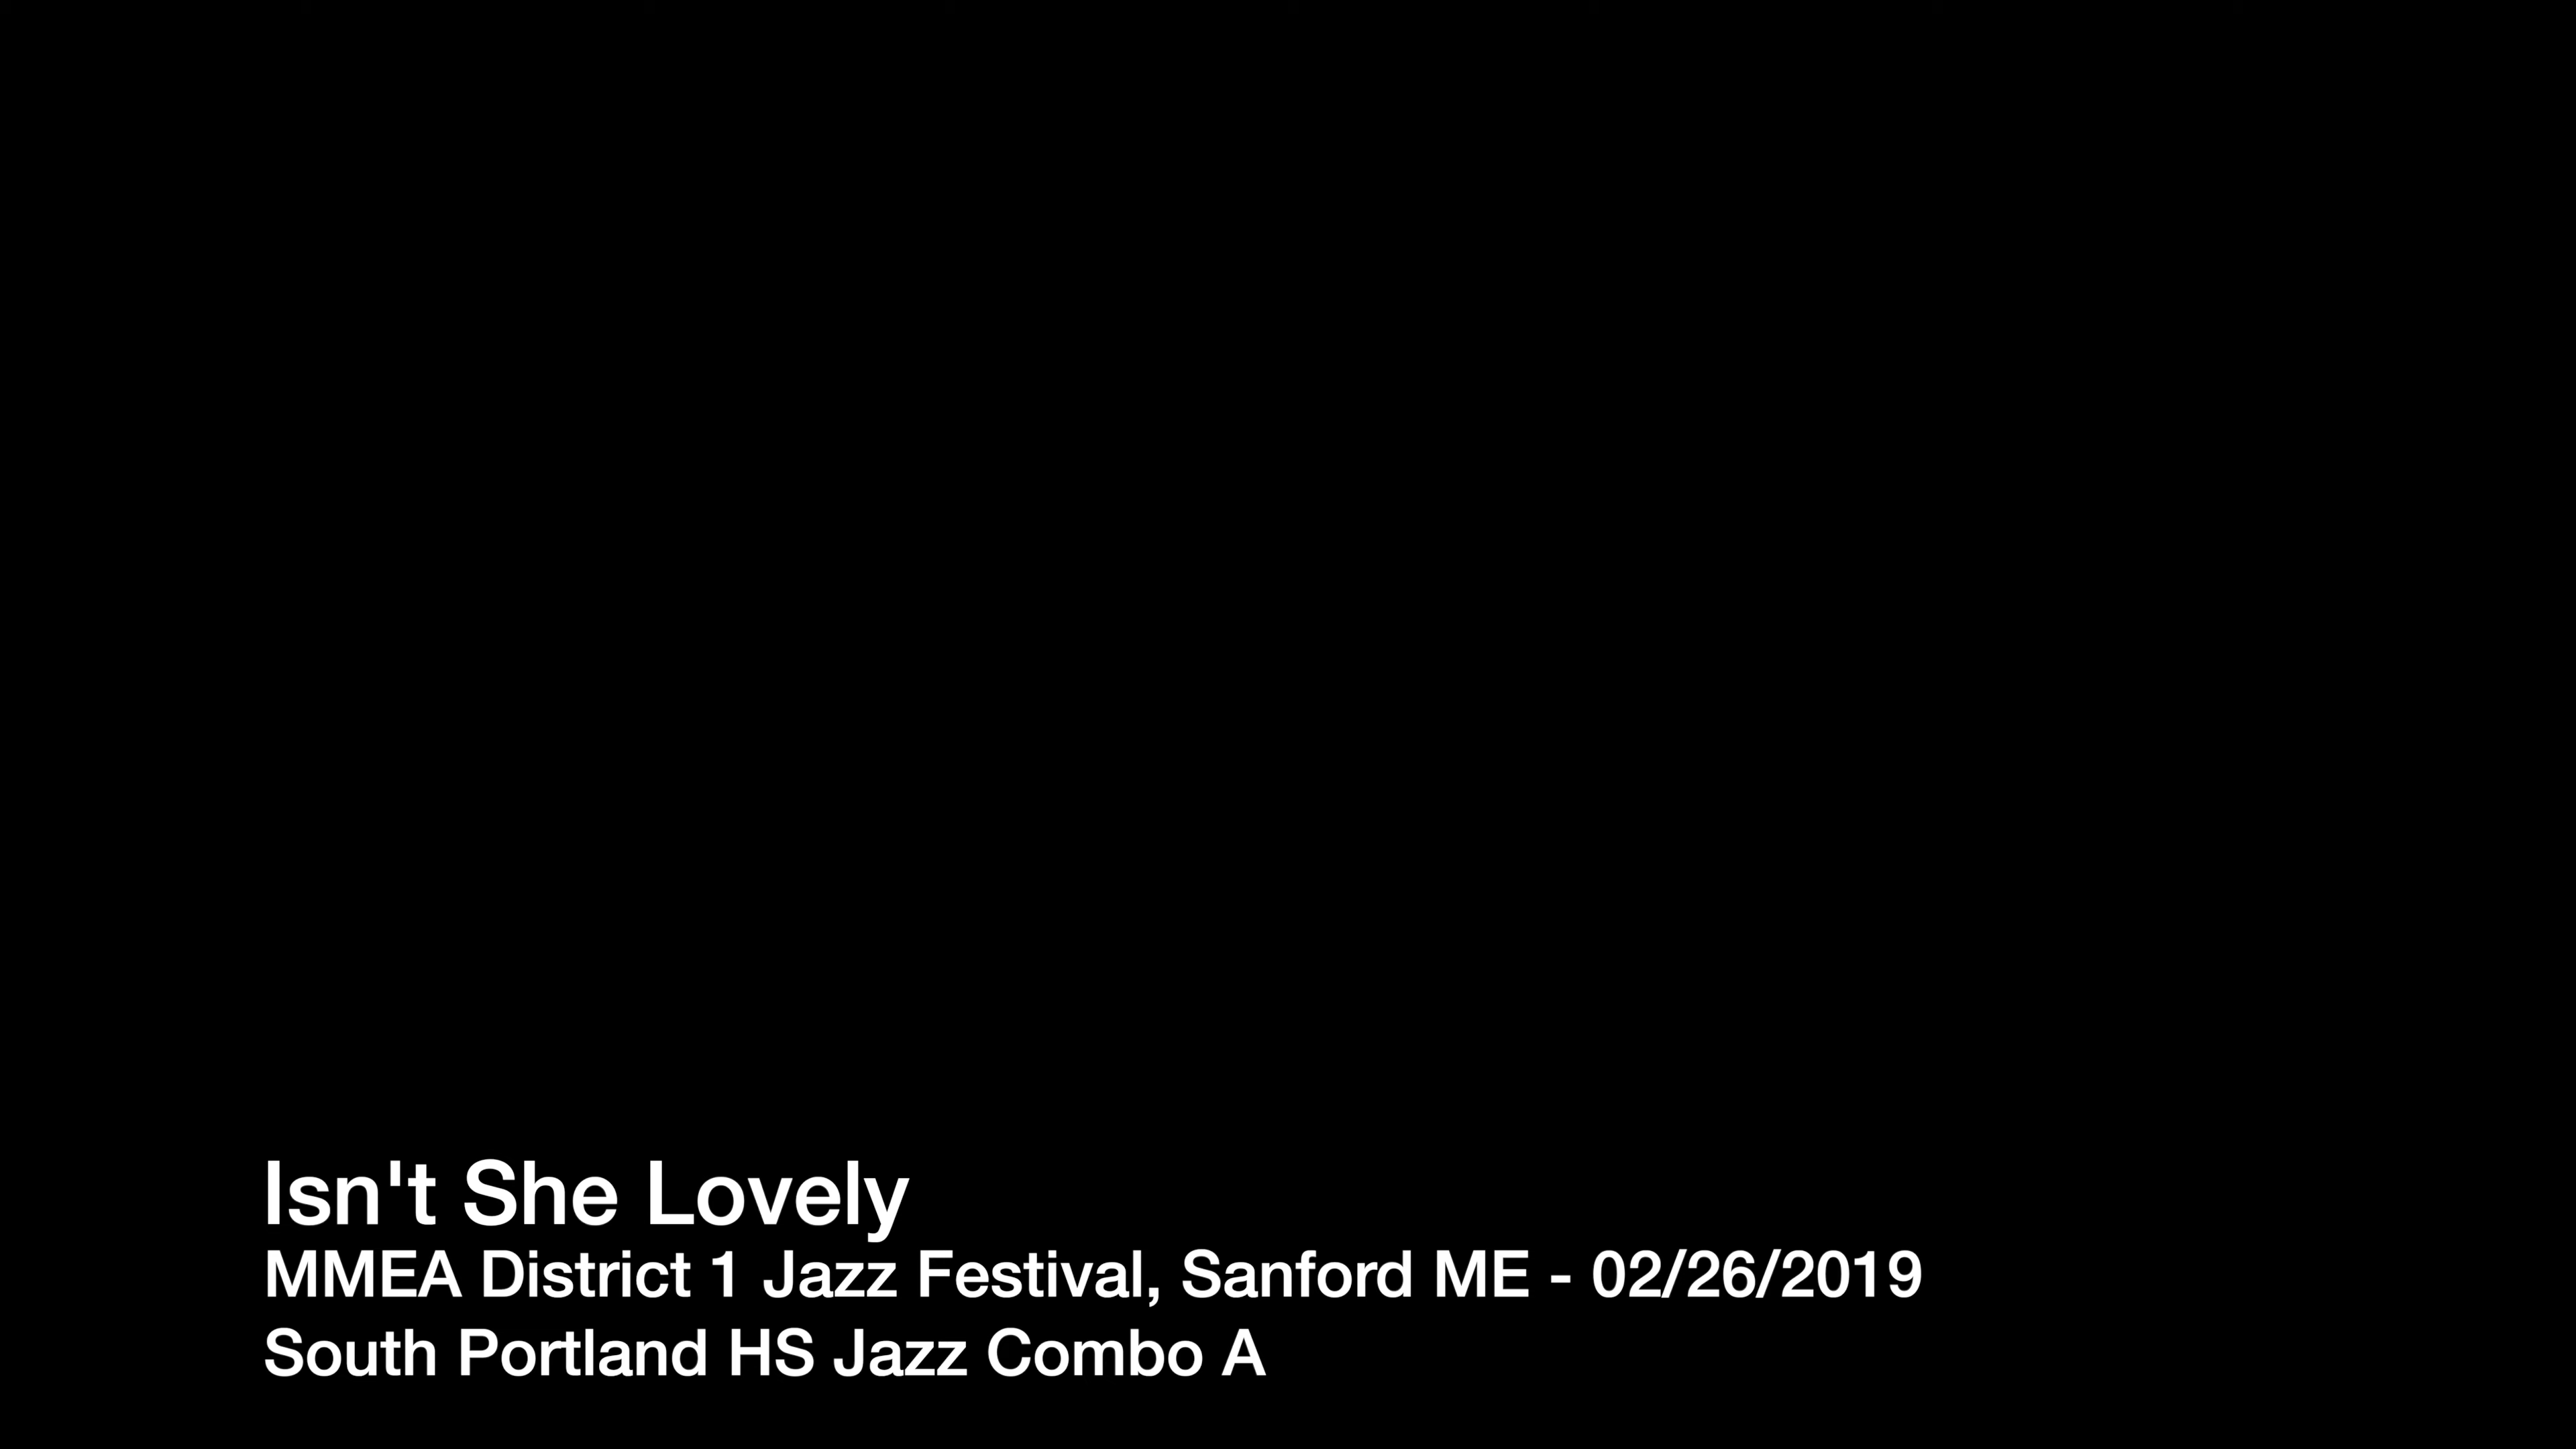 Isn't She Lovely
MMEA District 1 Jazz Festival, Sanford ME - 02/26/2019
South Portland HS Jazz Combo A